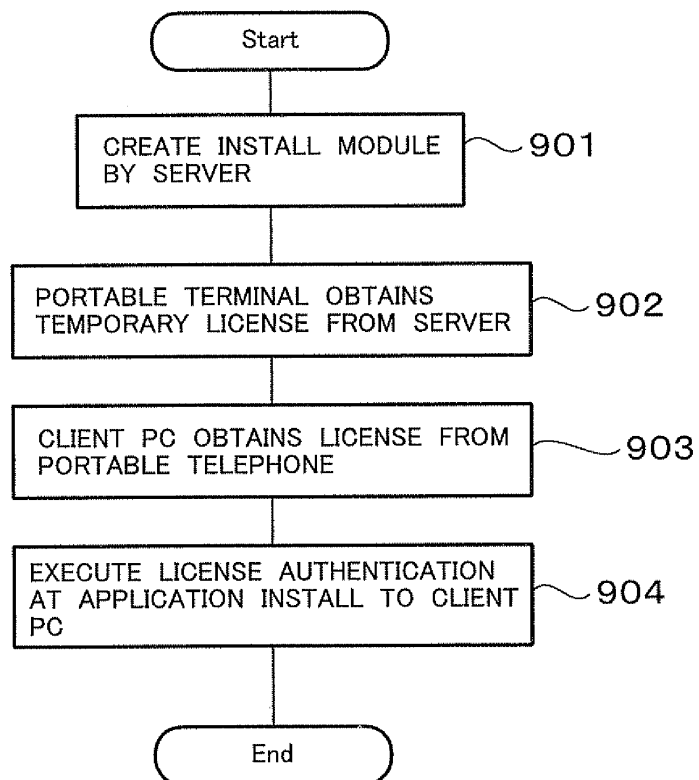 Start
CREATE INSTALL MODULE
BY SERVER
901
PORTABLE TERMINAL OBTAINS
TEMPORARY LICENSE FROM SERVER
902
CLIENT PC OBTAINS LICENSE FROM
PORTABLE TELEPHONE
903
EXECUTE LICENSE AUTHENTICATION
AT APPLICATION INSTALL TO CLIENT
PC
904
End